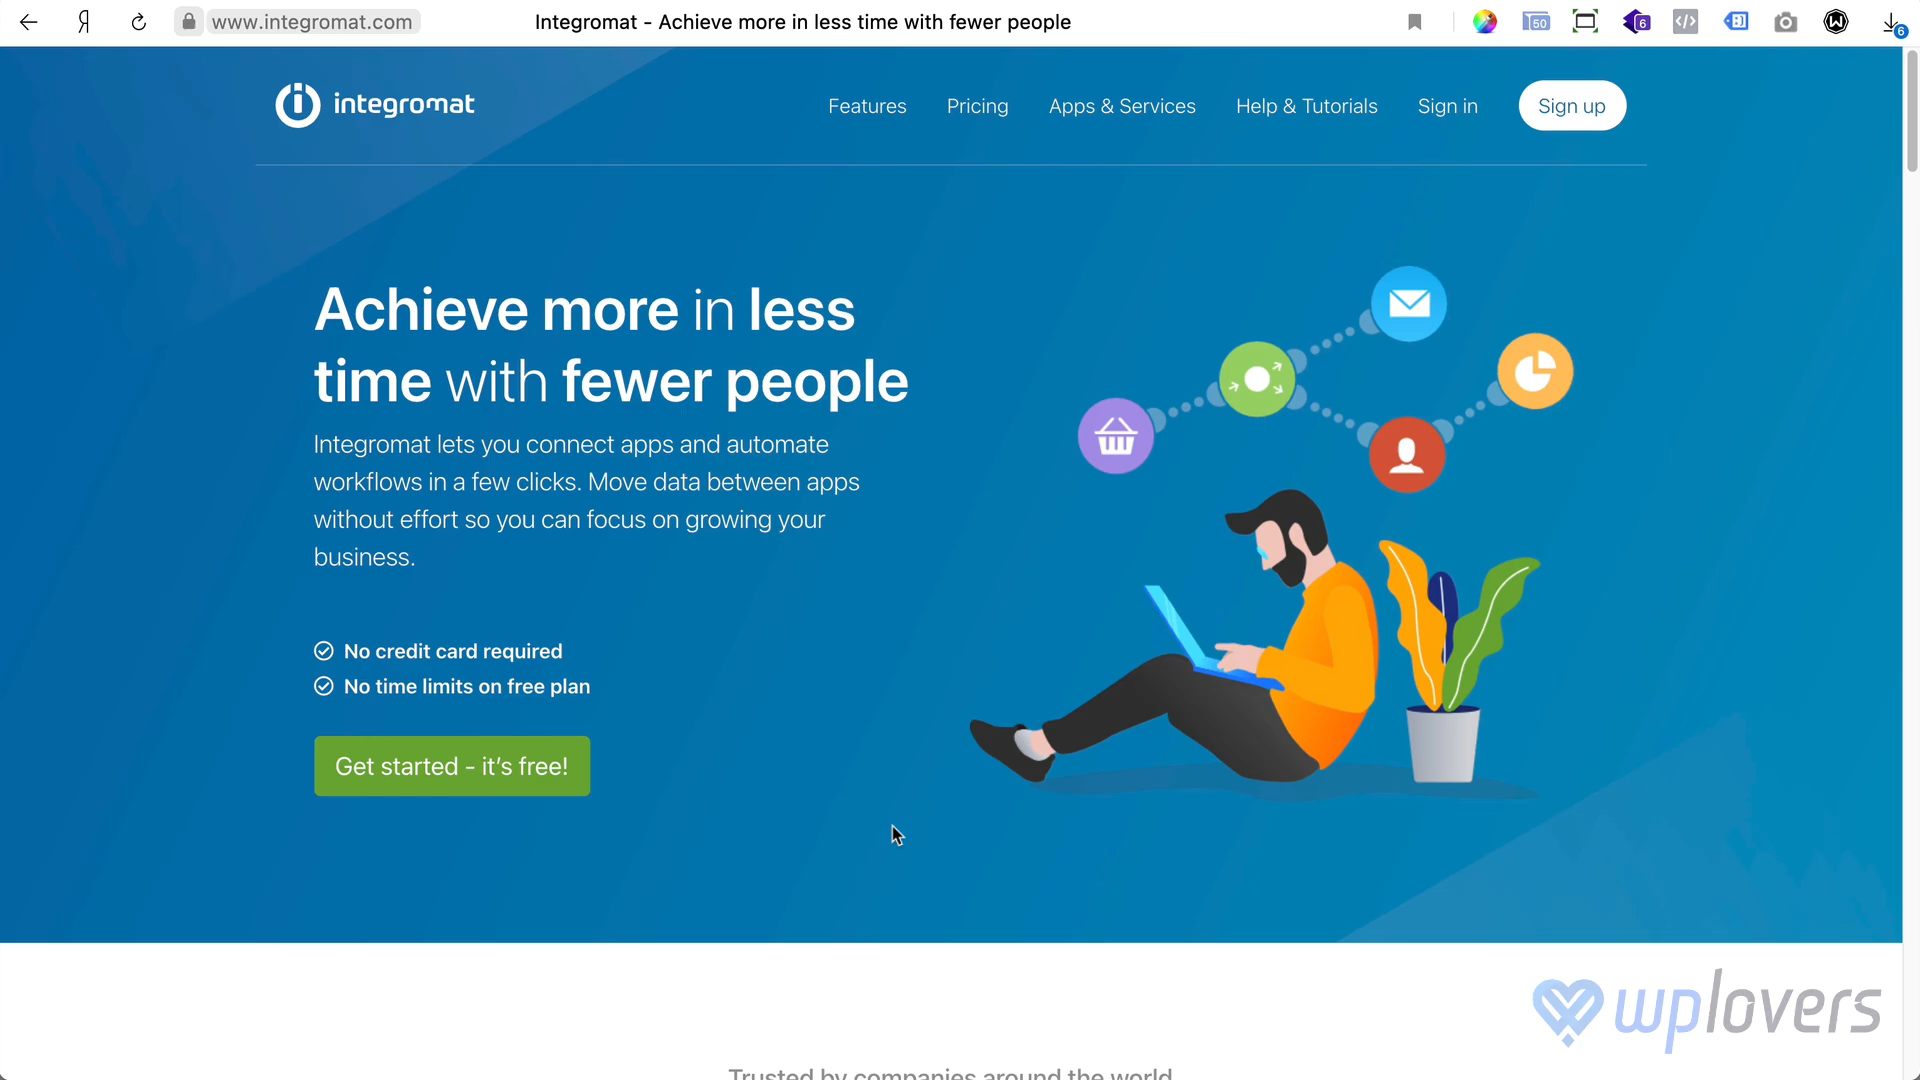 Я
www.integromat.com
Integromat - Achieve more in less time with fewer people
50
6
6
integromat
Features
Pricing
Apps & Services
Help & Tutorials
Sign in
Sign up
Achieve more in less
time with fewer people
Integromat lets you connect apps and automate
workflows in a few clicks. Move data between apps
without effort so you can focus on growing your
business.
No credit card required
No time limits on free plan
Get started - it's free!
wplovers
Trusted by companies around the world